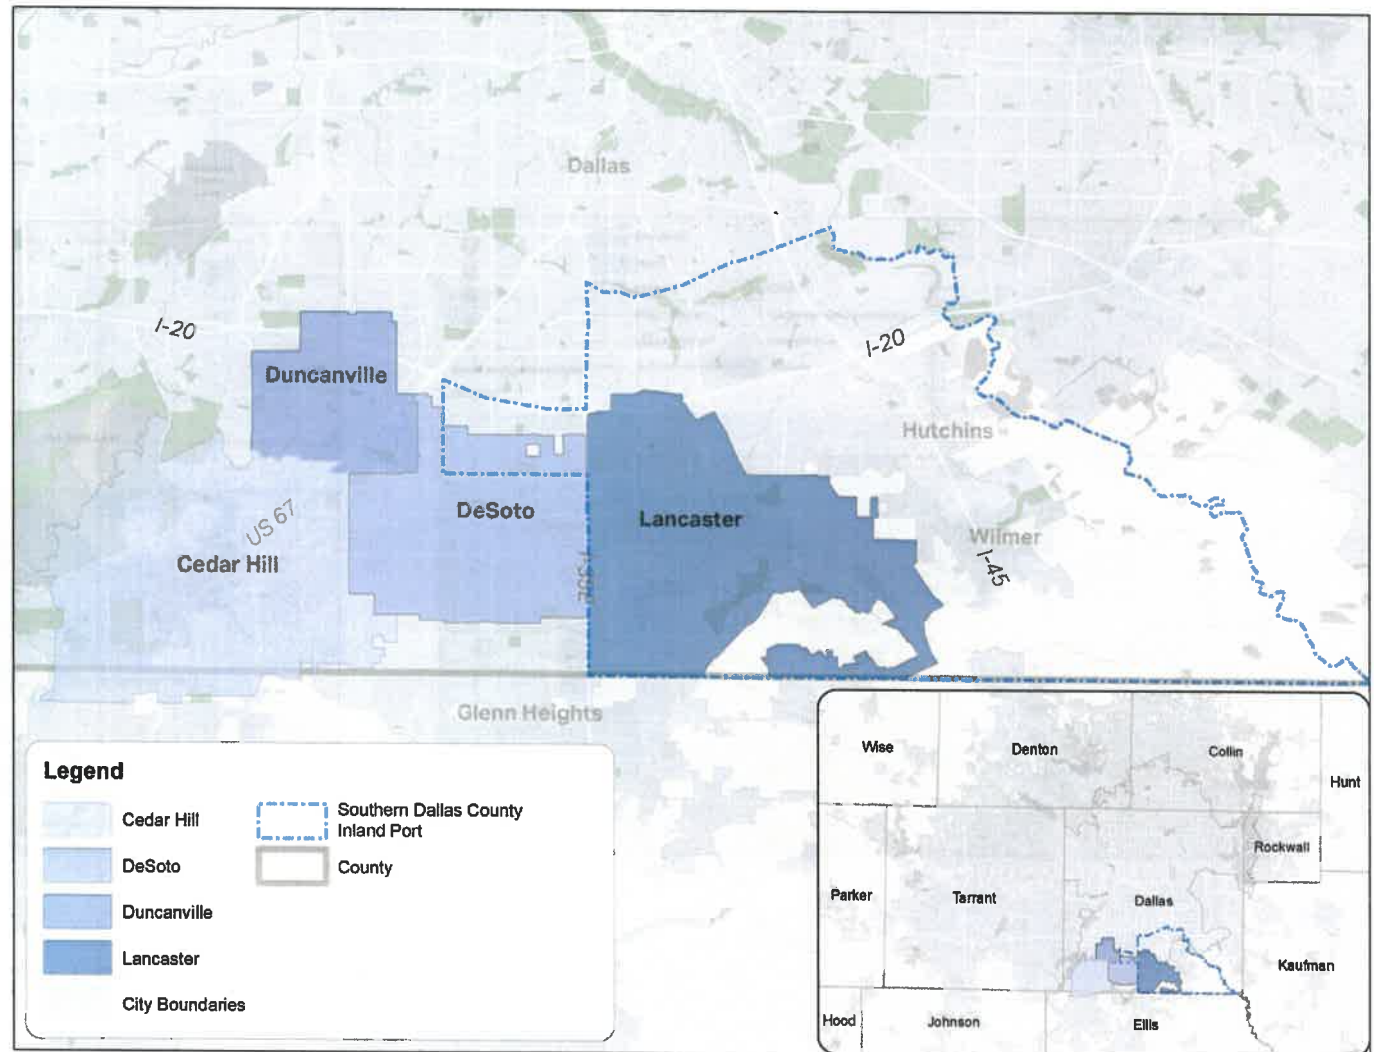 Dallas
I-20
I-20
Duncanville
Hutchins
DeSoto
Lancaster
US 67
Wilmer
Cedar Hill
I-45
Glenn Heights
Legend
Cedar Hill
DeSoto
Duncanville
Lancaster
City Boundaries
Southern Dallas County
Inland Port
County
Wise
Denton
Collin
Hunt
Rockwall
Parker
Tarrant
Dallas
Kaufman
Hood
Johnson
Ellis